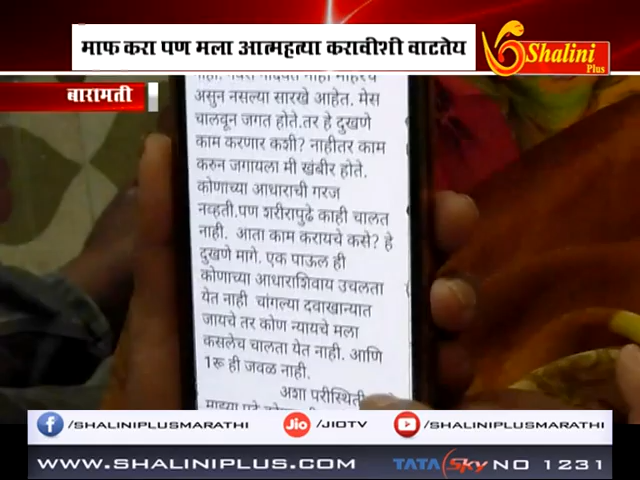 माफ करा पण मला आत्महत्या करावीशी वाटतेय
Shalini
Plus
बारामती
असुन नसल्या सारखे आहेत. मेस
चालवून जगत होते.तर हे दुखणे
काम करणार कशी? नाहीतर काम
करुन जगायला मी खंबीर होते.
कोणाच्या आधाराची गरज
नव्हती.पण शरीरापुढे काही चालत
नाही. आता काम करायचे कसे? हे
दुखणे मागे. एक पाऊल ही
कोणाच्या आधाराशिवाय उचलता
येत नाही चांगल्या दवाखान्यात
जायचे तर कोण न्यायचे मला
कसलेच चालता येत नाही. आणि
1रू ही जवळ नाही.
अशा परीस्थिती
/SHALINIPLUSMARATHI
Jio
/JIOTV
/SHALINIPLUSMARATHI
WWW.SHALINIPLUS.COM
TATA Sky NO 1231